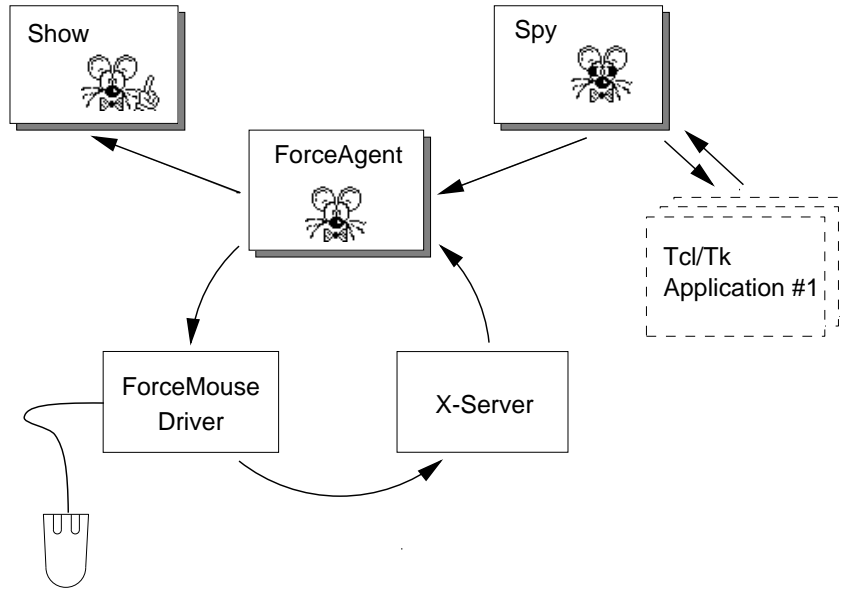 Show
Spy
ForceAgent
Tcl/Tk
Application #1
ForceMouse
Driver
X-Server